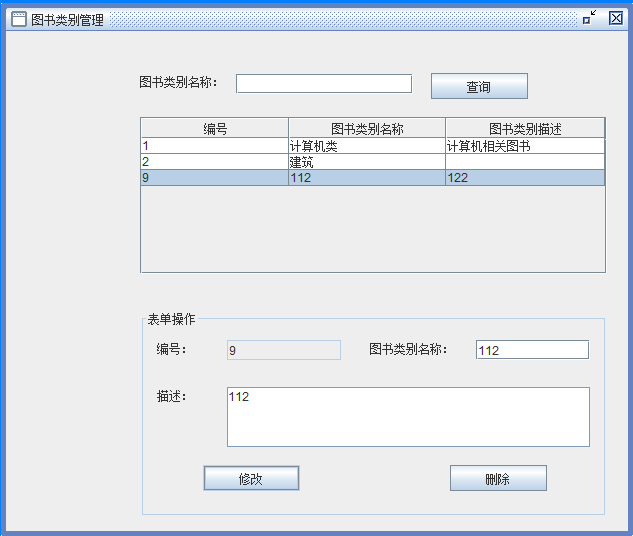 图书类别管理
图书类别名称： 查询
编号 图书类别名称 图书类别描述
1 计算机类 计算机相关图书
2 建筑
9 112 122
表单操作
编号： 9 图书类别名称： 112
描述： 112
修改 删除